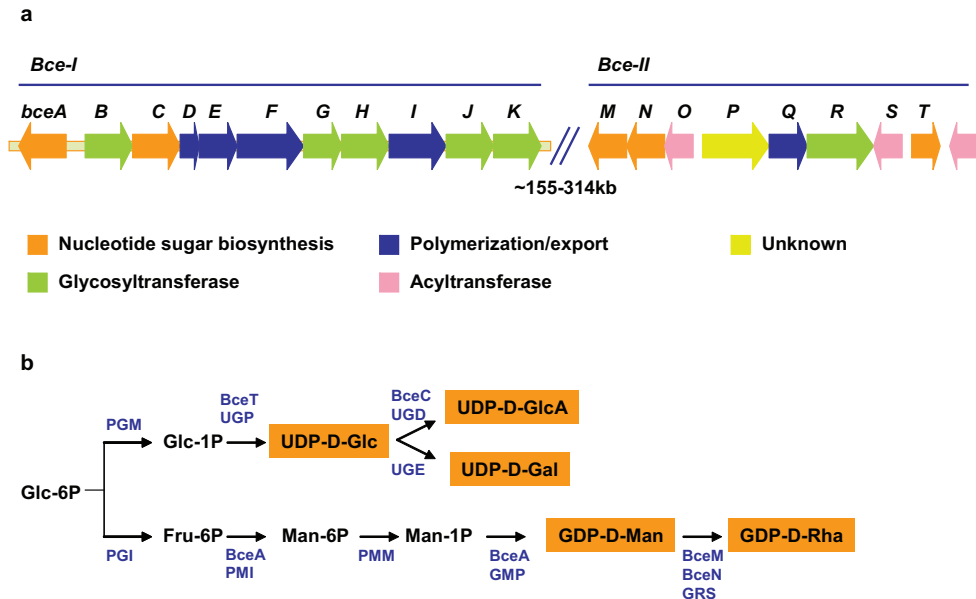 a
Bce-I Bce-II
bceA B C D E F G H I J K M N O P Q R S T
~155-314kb
Nucleotide sugar biosynthesis Polymerization/export Unknown
Glycosyltransferase Acyltransferase
b
BceT BceC
PGM UGP UGD UDP-D-GlcA
Glc-1P UDP-D-Glc
UGE UDP-D-Gal
Glc-6P
Fru-6P Man-6P Man-1P GDP-D-Man GDP-D-Rha
PGI BceA PMM BceA BceM
PMI GMP BceN
GRS